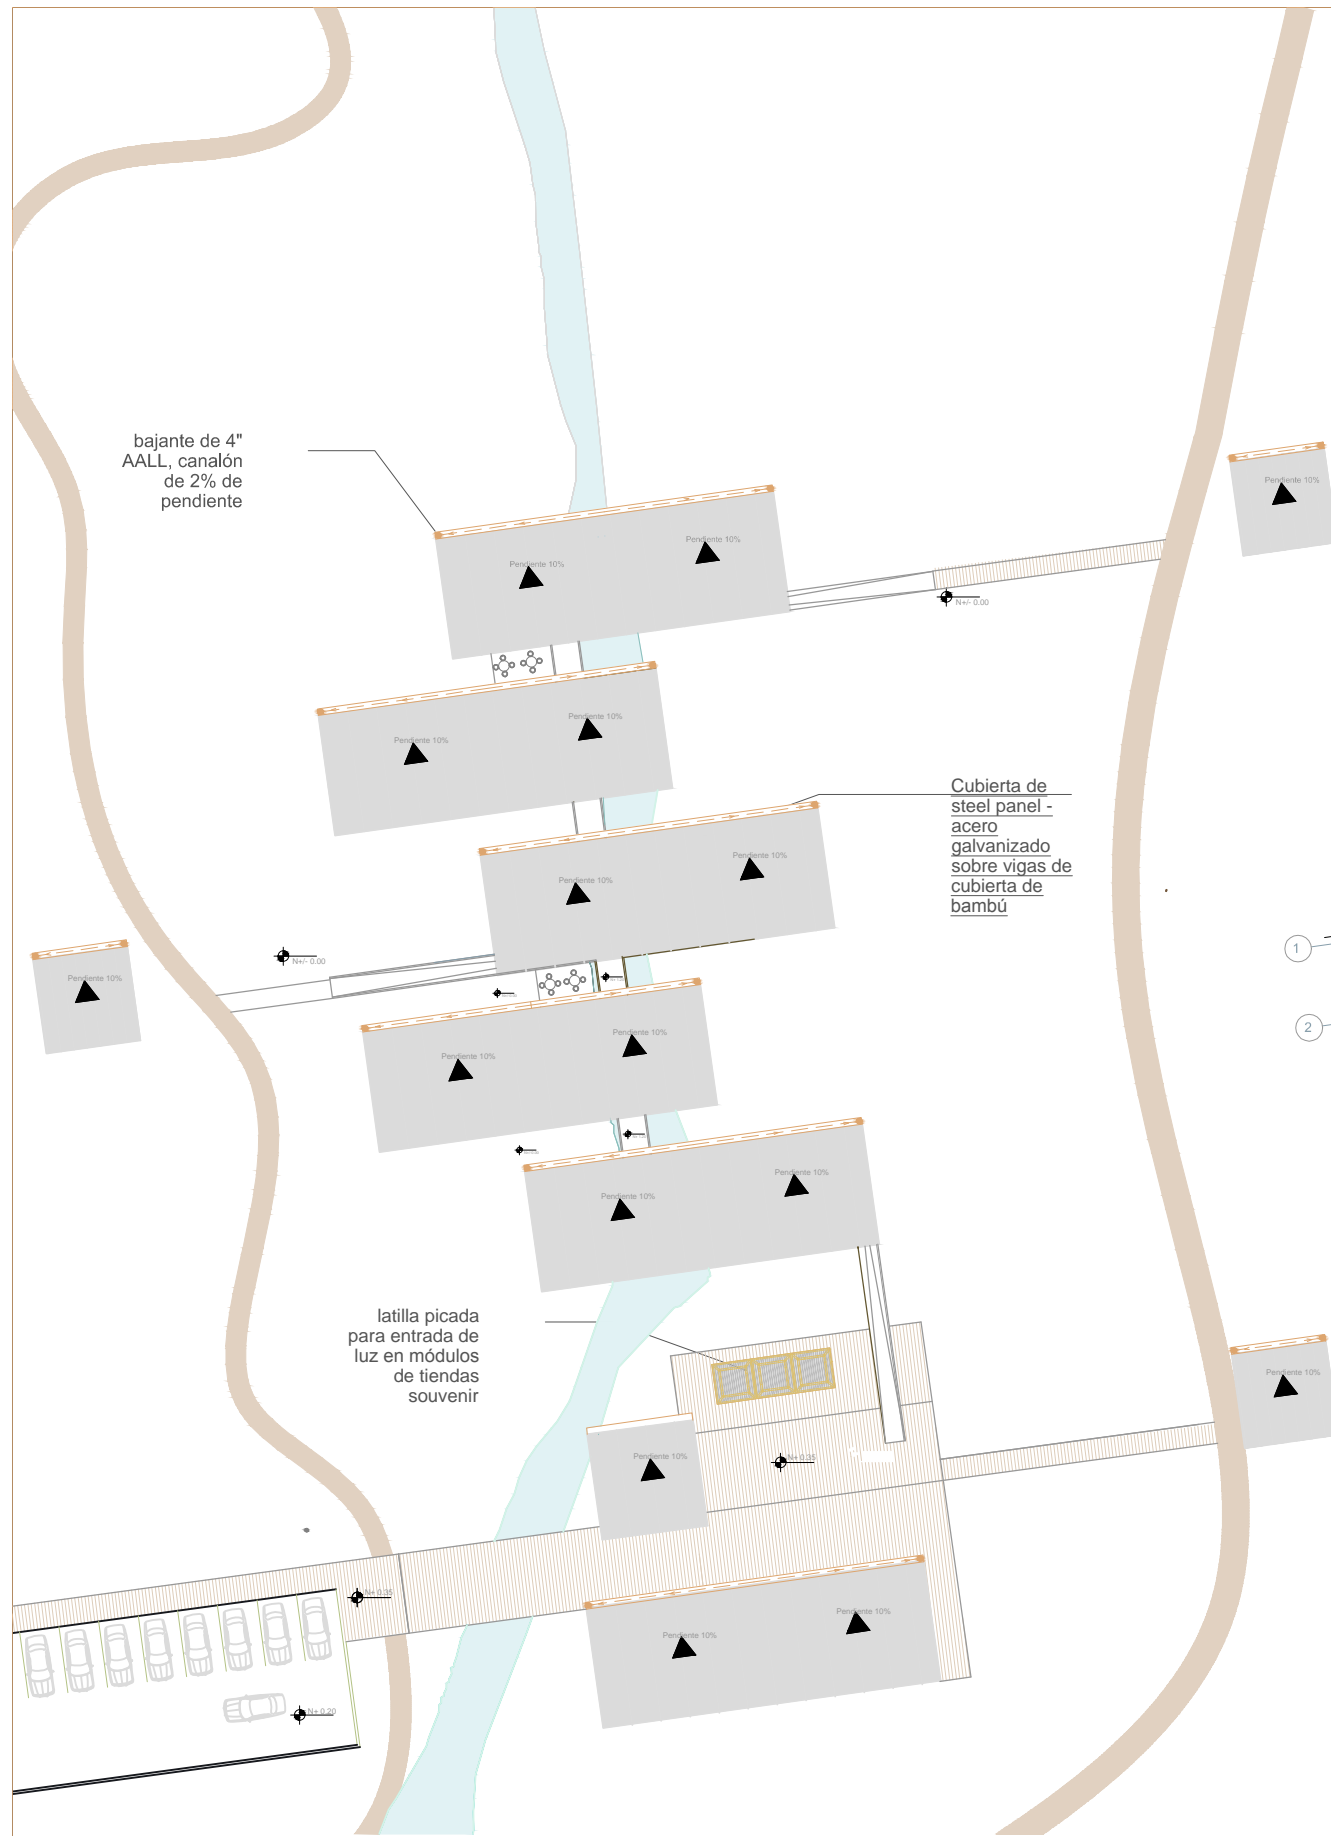 bajante de 4"
AALL, canalón
de 2% de
pendiente
Pendiente 10%
Pendiente 10%
Pendiente 10%
N+/- 0.00
Pendiente 10%
Pendiente 10%
Cubierta de
steel panel -
acero
galvanizado
sobre vigas de
cubierta de
bambú
Pendiente 10%
Pendiente 10%
1
N+/- 0.00
Pendiente 10%
2
Pendiente 10%
Pendiente 10%
Pendiente 10%
Pendiente 10%
latilla picada
para entrada de
luz en módulos
de tiendas
souvenir
Pendiente 10%
Pendiente 10%
N+ 0.35
N+ 0.35
Pendiente 10%
Pendiente 10%
N+ 0.20